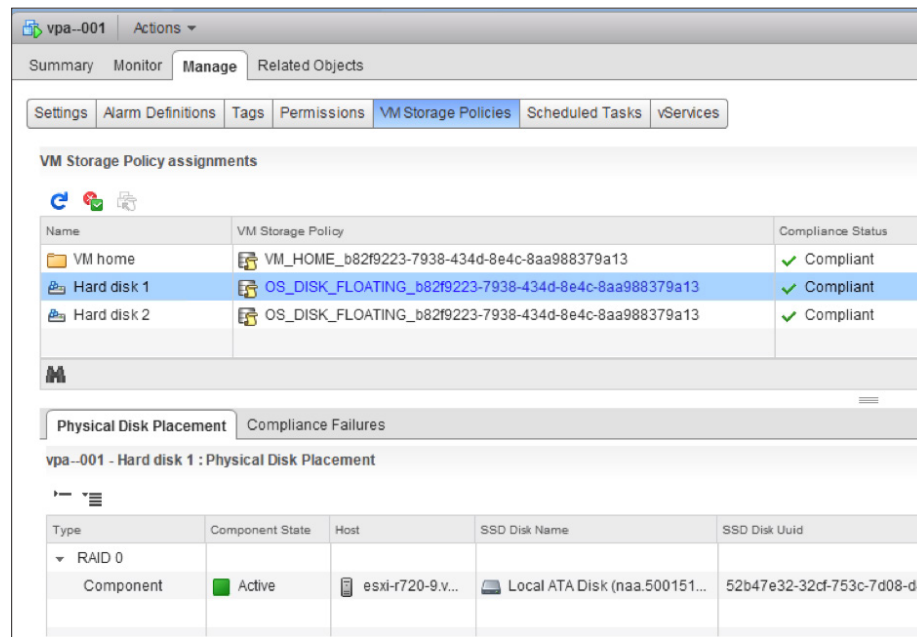 vpa--001 Actions
Summary Monitor Manage Related Objects
Settings Alarm Definitions Tags Permissions VM Storage Policies Scheduled Tasks vServices
VM Storage Policy assignments
Name VM Storage Policy Compliance Status
VM home VM_HOME_b82f9223-7938-434d-8e4c-8aa988379a13 Compliant
Hard disk 1 OS_DISK_FLOATING_b82f9223-7938-434d-8e4c-8aa988379a13 Compliant
Hard disk 2 OS_DISK_FLOATING_b82f9223-7938-434d-8e4c-8aa988379a13 Compliant
Physical Disk Placement Compliance Failures
vpa--001 - Hard disk 1 : Physical Disk Placement
Type Component State Host SSD Disk Name SSD Disk Uuid
RAID 0
Component Active esxi-r720-9.v... Local ATA Disk (naa.500151... 52b47e32-32cf-753c-7d08-d